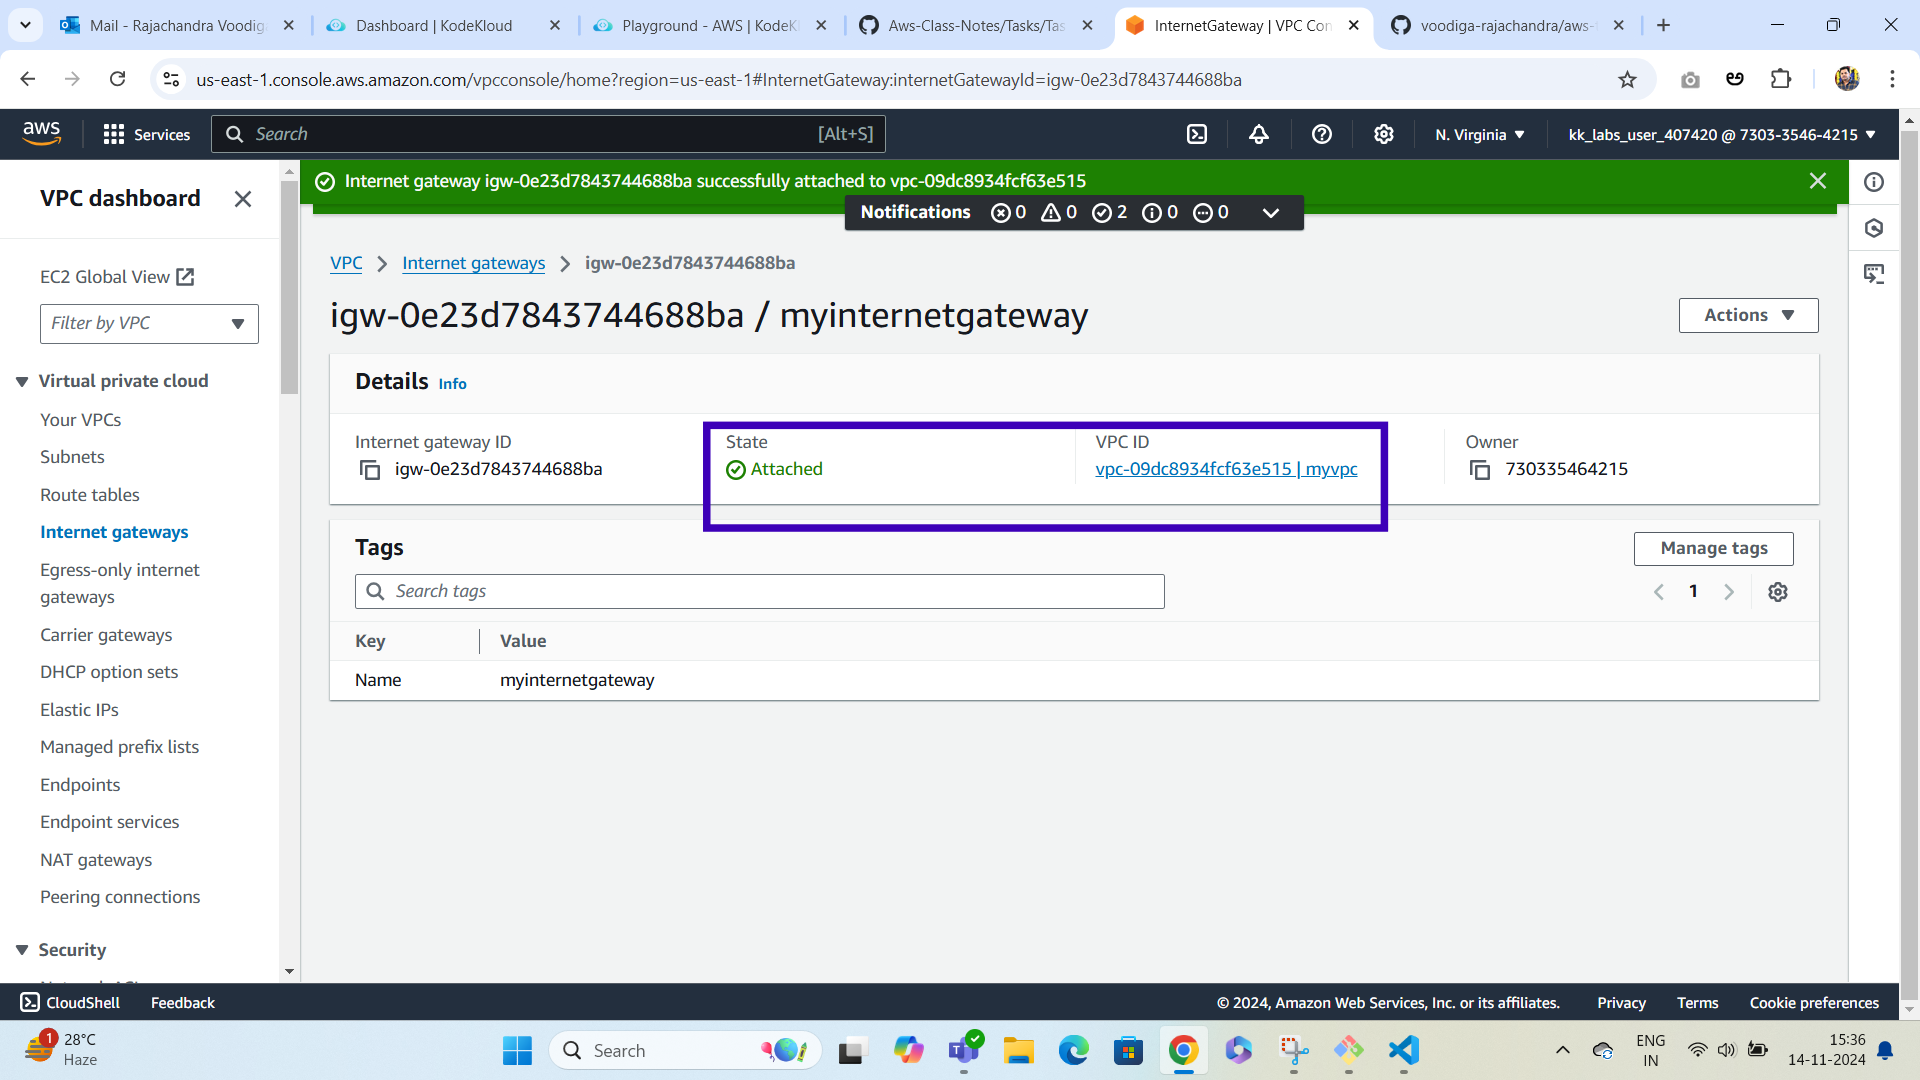 Mail - Rajachandra Voodig
Dashboard | KodeKloud
Playground - AWS | KodeK
Aws-Class-Notes/Tasks/Tas
InternetGateway | VPC Con
voodiga-rajachandra/aws-
us-east-1.console.aws.amazon.com/vpcconsole/home?region=us-east-1#InternetGateway:internetGatewayId=igw-0e23d7843744688ba
aws
Services
Search
[Alt+S]
N. Virginia
kk_labs_user_407420 @ 7303-3546-4215
VPC dashboard
EC2 Global View
Filter by VPC
Virtual private cloud
Your VPCs
Subnets
Route tables
Internet gateways
Egress-only internet
gateways
Carrier gateways
DHCP option sets
Elastic IPs
Managed prefix lists
Endpoints
Endpoint services
NAT gateways
Peering connections
Security
Internet gateway igw-0e23d7843744688ba successfully attached to vpc-09dc8934fcf63e515
Notifications 0 0 2 0 0
VPC > Internet gateways > igw-0e23d7843744688ba
igw-0e23d7843744688ba / myinternetgateway
Actions
Details Info
Internet gateway ID
igw-0e23d7843744688ba
State
Attached
VPC ID
vpc-09dc8934fcf63e515 | myvpc
Owner
730335464215
Tags
Manage tags
Search tags
1
Key Value
Name myinternetgateway
CloudShell
Feedback
© 2024, Amazon Web Services, Inc. or its affiliates.
Privacy
Terms
Cookie preferences
1
28°C
Haze
Search
ENG
IN
15:36
14-11-2024